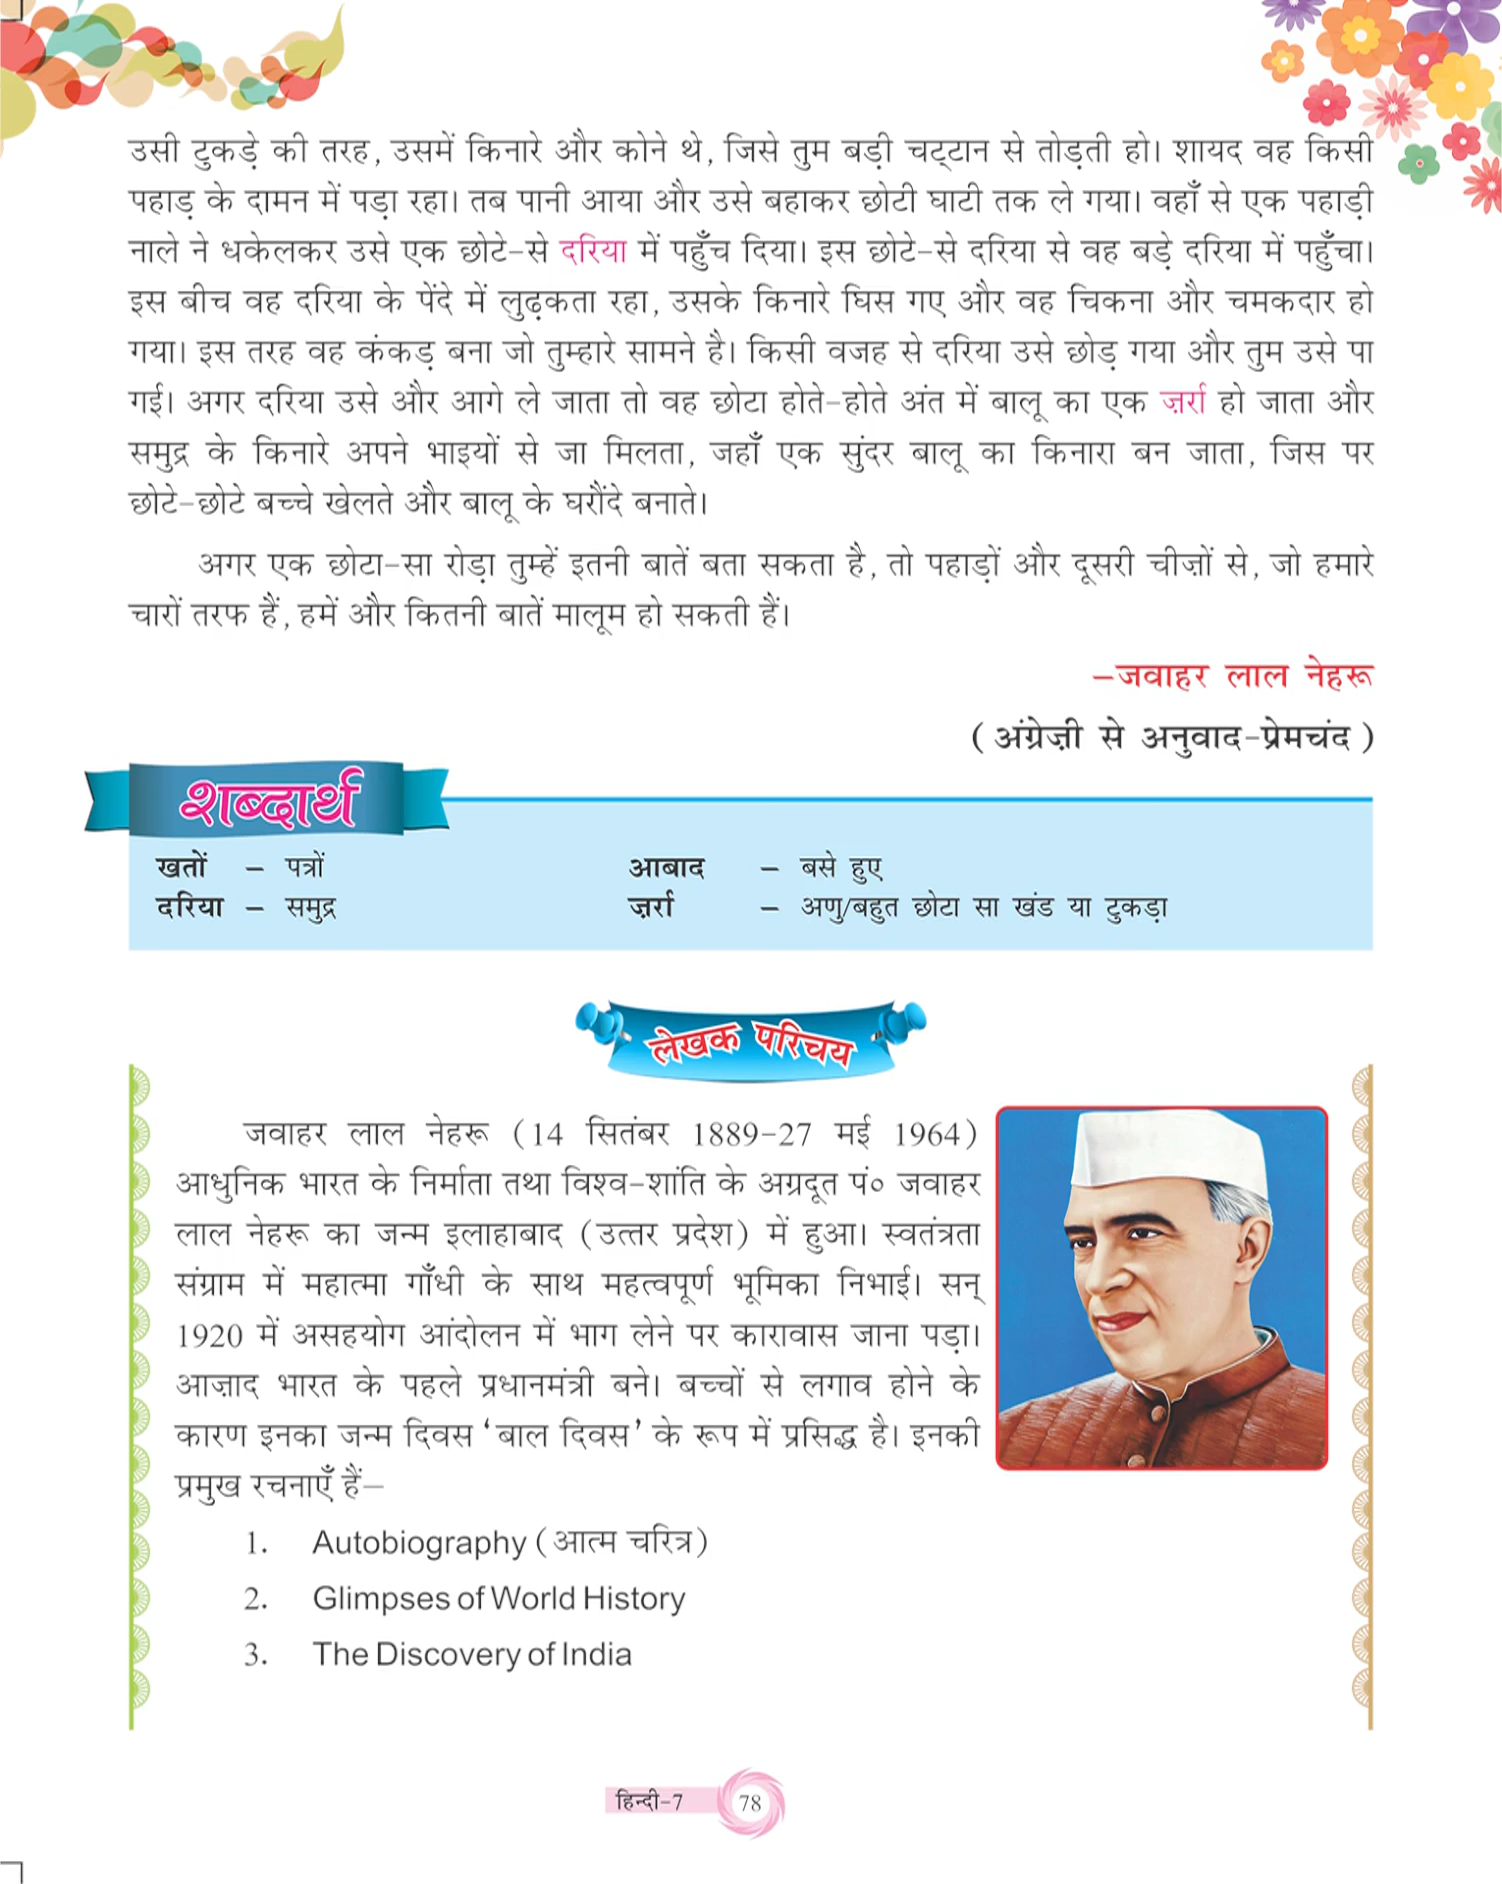 उसी टुकड़े की तरह, उसमें किनारे और कोने थे, जिसे तुम बड़ी चट्टान से तोड़ती हो। शायद वह किसी
पहाड़ के दामन में पड़ा रहा। तब पानी आया और उसे बहाकर छोटी घाटी तक ले गया। वहाँ से एक पहाड़ी
नाले ने धकेलकर उसे एक छोटे-से दरिया में पहुँच दिया। इस छोटे-से दरिया से वह बड़े दरिया में पहुँचा।
इस बीच वह दरिया के पेंदे में लुढ़कता रहा, उसके किनारे घिस गए और वह चिकना और चमकदार हो
गया। इस तरह वह कंकड़ बना जो तुम्हारे सामने है। किसी वजह से दरिया उसे छोड़ गया और तुम उसे पा
गई। अगर दरिया उसे और आगे ले जाता तो वह छोटा होते-होते अंत में बालू का एक ज़र्रा हो जाता और
समुद्र के किनारे अपने भाइयों से जा मिलता, जहाँ एक सुंदर बालू का किनारा बन जाता, जिस पर
छोटे-छोटे बच्चे खेलते और बालू के घरौंदे बनाते।
अगर एक छोटा-सा रोड़ा तुम्हें इतनी बातें बता सकता है, तो पहाड़ों और दूसरी चीज़ों से, जो हमारे
चारों तरफ हैं, हमें और कितनी बातें मालूम हो सकती हैं।
–जवाहर लाल नेहरू
(अंग्रेज़ी से अनुवाद-प्रेमचंद)
शब्दार्थ
खतों – पत्रों आबाद – बसे हुए
दरिया – समुद्र ज़र्रा – अणु/बहुत छोटा सा खंड या टुकड़ा
लेखक परिचय
जवाहर लाल नेहरू (14 सितंबर 1889-27 मई 1964)
आधुनिक भारत के निर्माता तथा विश्व-शांति के अग्रदूत पं० जवाहर
लाल नेहरू का जन्म इलाहाबाद (उत्तर प्रदेश) में हुआ। स्वतंत्रता
संग्राम में महात्मा गाँधी के साथ महत्वपूर्ण भूमिका निभाई। सन्
1920 में असहयोग आंदोलन में भाग लेने पर कारावास जाना पड़ा।
आज़ाद भारत के पहले प्रधानमंत्री बने। बच्चों से लगाव होने के
कारण इनका जन्म दिवस ‘बाल दिवस’ के रूप में प्रसिद्ध है। इनकी
प्रमुख रचनाएँ हैं–
1. Autobiography (आत्म चरित्र)
2. Glimpses of World History
3. The Discovery of India
हिन्दी-7 78